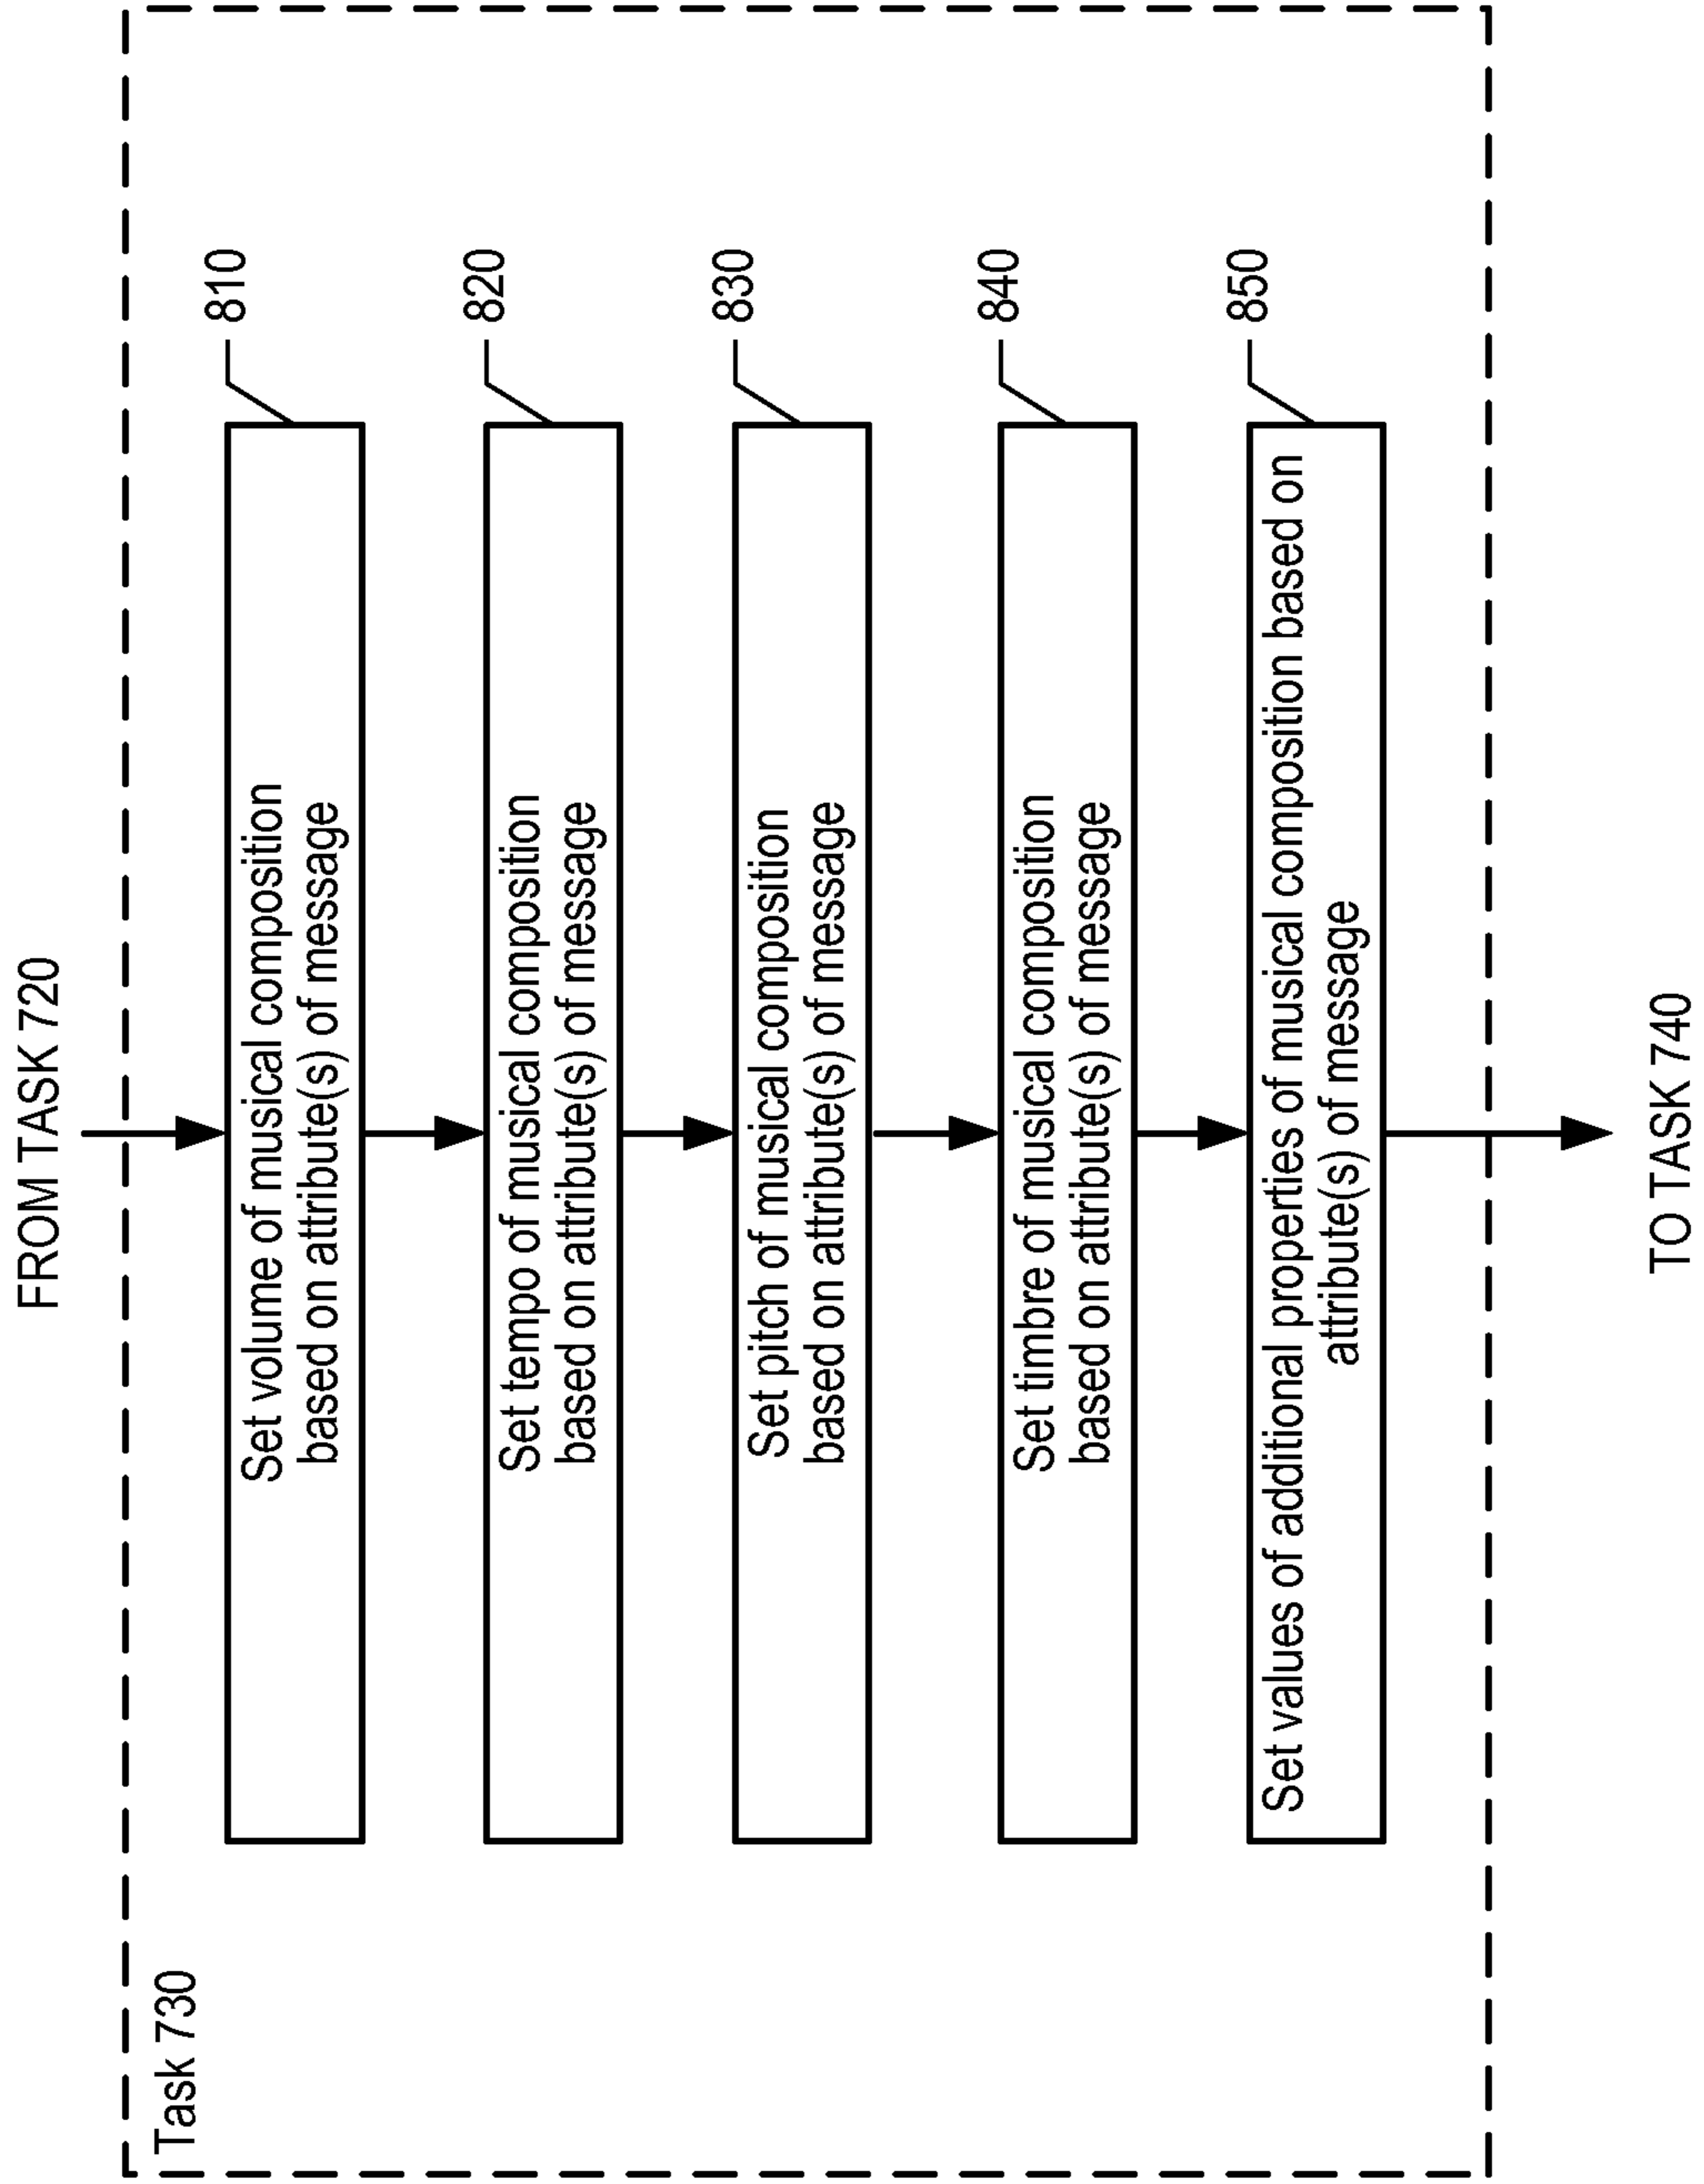 FROM TASK 720
Task 730
810
Set volume of musical composition
based on attribute(s) of message
820
Set tempo of musical composition
based on attribute(s) of message
830
Set pitch of musical composition
based on attribute(s) of message
840
Set timbre of musical composition
based on attribute(s) of message
850
Set values of additional properties of musical composition based on
attribute(s) of message
TO TASK 740